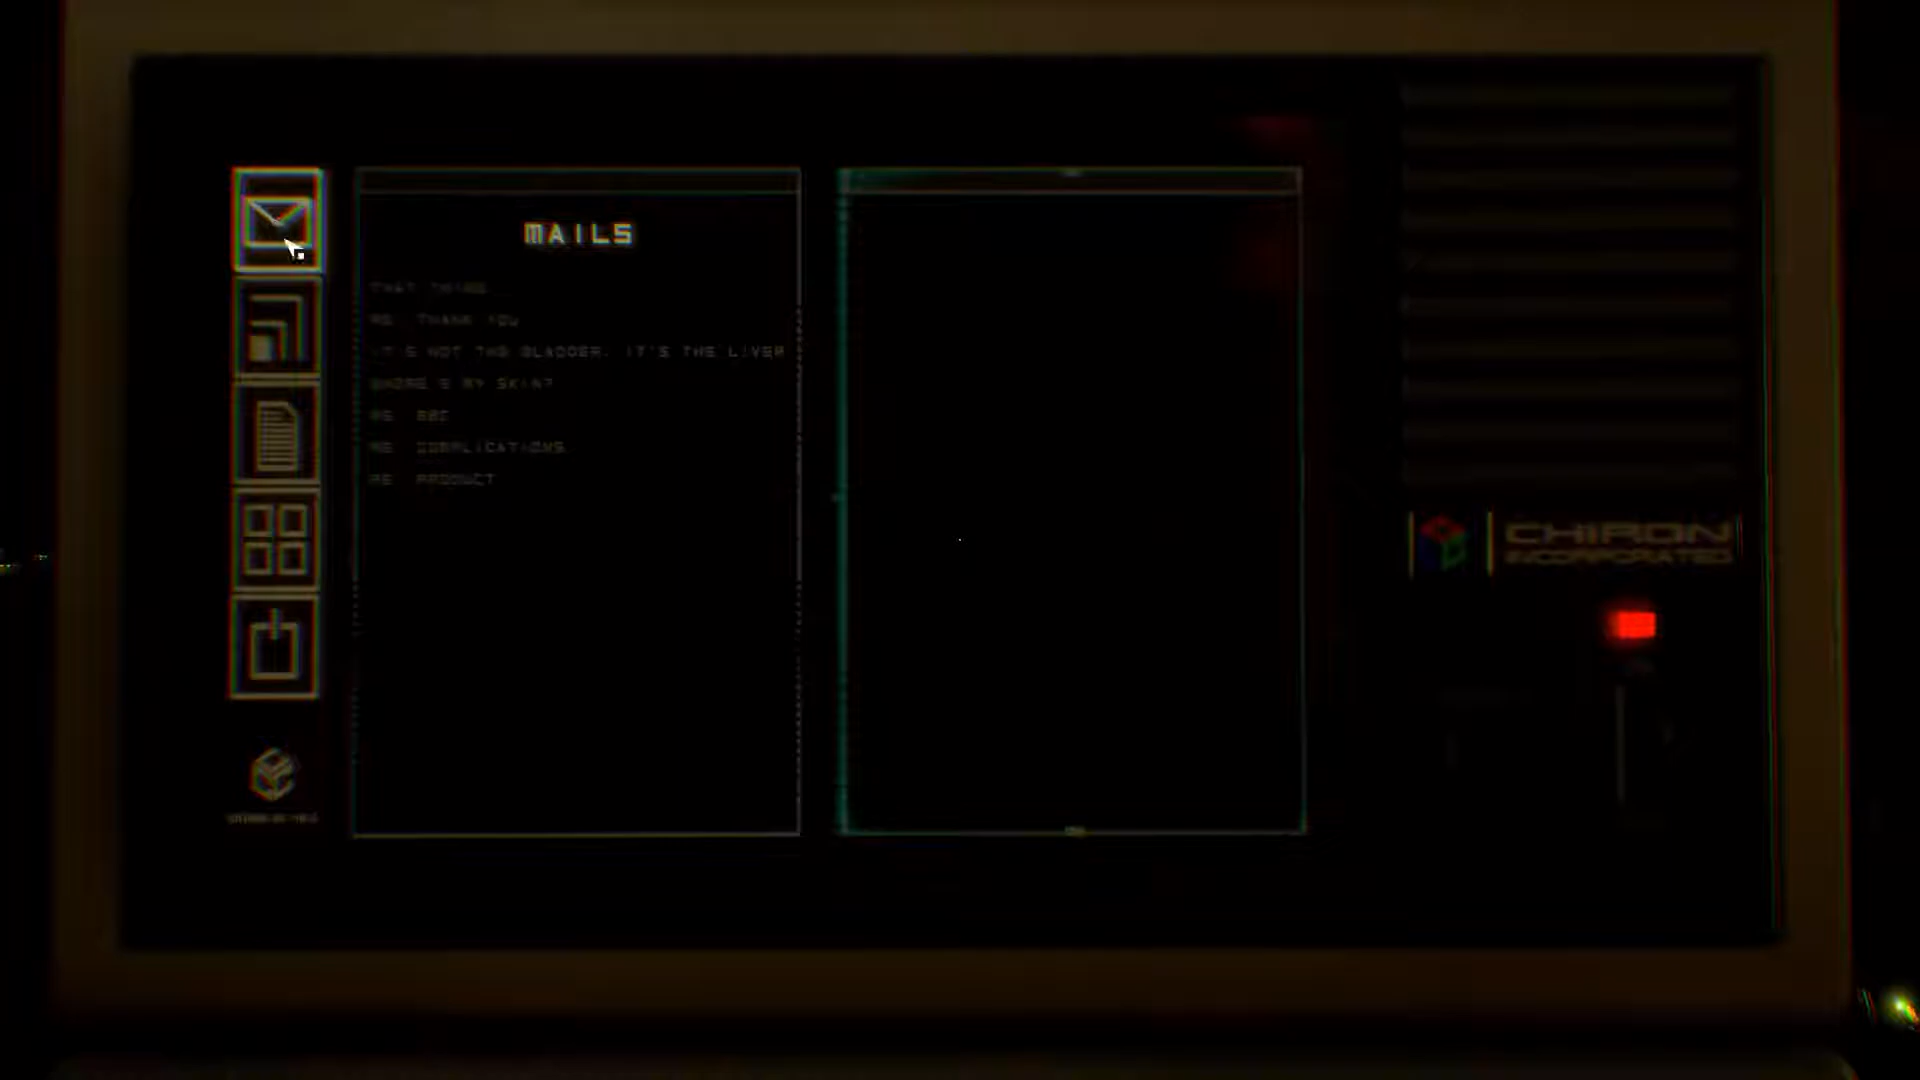 MAILS
THAT THING...
RE: THANK YOU
IT'S NOT THE BLADDER, IT'S THE LIVER
WHERE'S MY SKIN?
RE:
RE: COMPLICATIONS
RE: PRODUCT
CHIRON
INCORPORATED